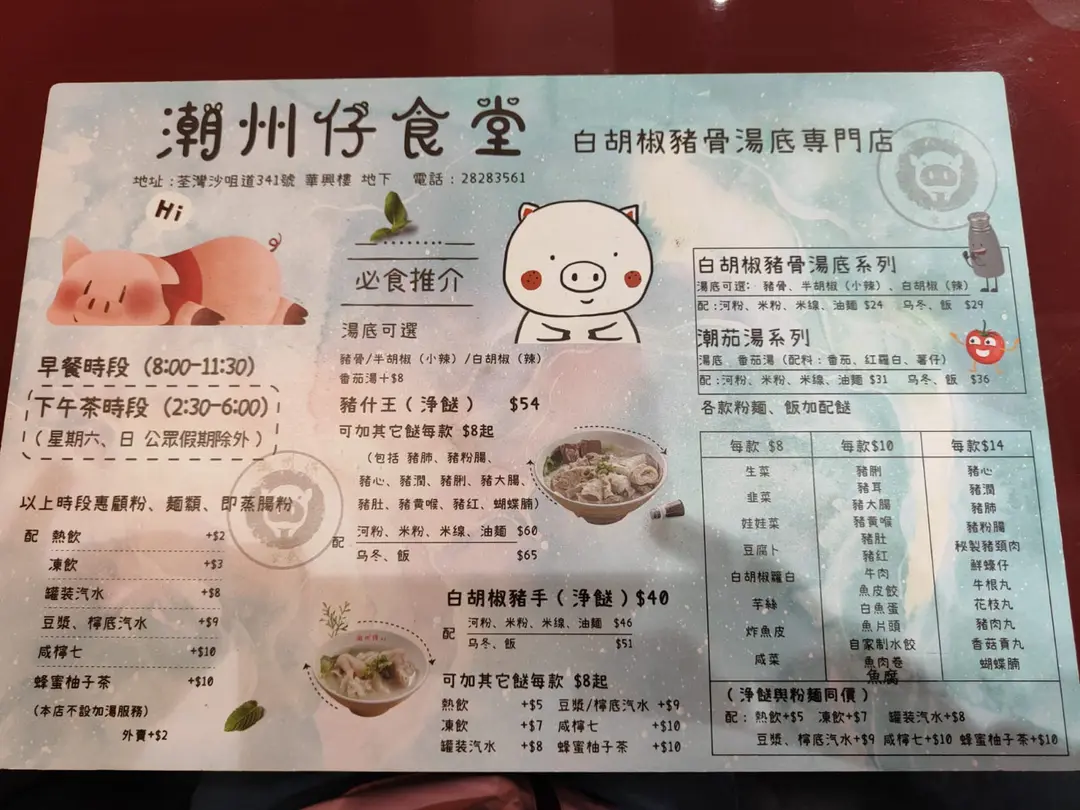 潮州仔食堂
白胡椒豬骨湯底専門店
地址：荃灣沙咀道341號 華興樓 地下 電話：28283561
Hi
早餐時段（8:00-11:30）
下午茶時段（2:30-6:00）
（星期六、日 公眾假期除外）
以上時段惠顧粉、麵類、即蒸腸粉
配 熱飲 +$2
凍飲 +$3
罐装汽水 +$8
豆漿、檸底汽水 +$9
咸檸七 +$10
蜂蜜柚子茶 +$10
（本店不設加湯服務）
外賣+$2
必食推介
湯底可選
豬骨/半胡椒（小辣）/白胡椒（辣）
番茄湯＋$8
豬什王（淨餸） $54
可加其它餸每款 $8起
（包括 豬肺、豬粉腸、
豬心、豬潤、豬脷、豬大腸、
豬肚、豬黃喉、豬紅、蝴蝶腩）
配 河粉、米粉、米線、油麵 $60
乌冬、飯 $65
白胡椒豬手（淨餸）$40
配 河粉、米粉、米線、油麵 $46
乌冬、飯 $51
可加其它餸每款 $8起
熱飲 +$5 豆漿/檸底汽水 +$9
凍飲 +$7 咸檸七 +$10
罐裝汽水 +$8 蜂蜜柚子茶 +$10
白胡椒豬骨湯底系列
湯底可選: 豬骨、半胡椒（小辣）、白胡椒（辣）
配：河粉、米粉、米線、油麵 $24 乌冬、飯 $29
潮茄湯系列
湯底．番茄湯（配料：番茄、紅羅白、薯仔）
配：河粉、米粉、米線、油麵 $31 乌冬、飯 $36
各款粉麵、飯加配餸
每款 $8
生菜
韭菜
娃娃菜
豆腐卜
白胡椒蘿白
芋絲
炸魚皮
咸菜
每款$10
豬脷
豬耳
豬大腸
豬黃喉
豬肚
豬紅
牛肉
魚皮餃
白魚蛋
魚片頭
自家制水餃
魚肉卷
魚腐
每款$14
豬心
豬潤
豬肺
豬粉腸
秘製豬頸肉
鮮蠔仔
牛根丸
花枝丸
豬肉丸
香菇貢丸
蝴蝶腩
（淨餸與粉麵同價）
配：熱飲+$5 凍飲+$7 罐裝汽水+$8
豆漿、檸底汽水+$9 咸檸七+$10 蜂蜜柚子茶+$10